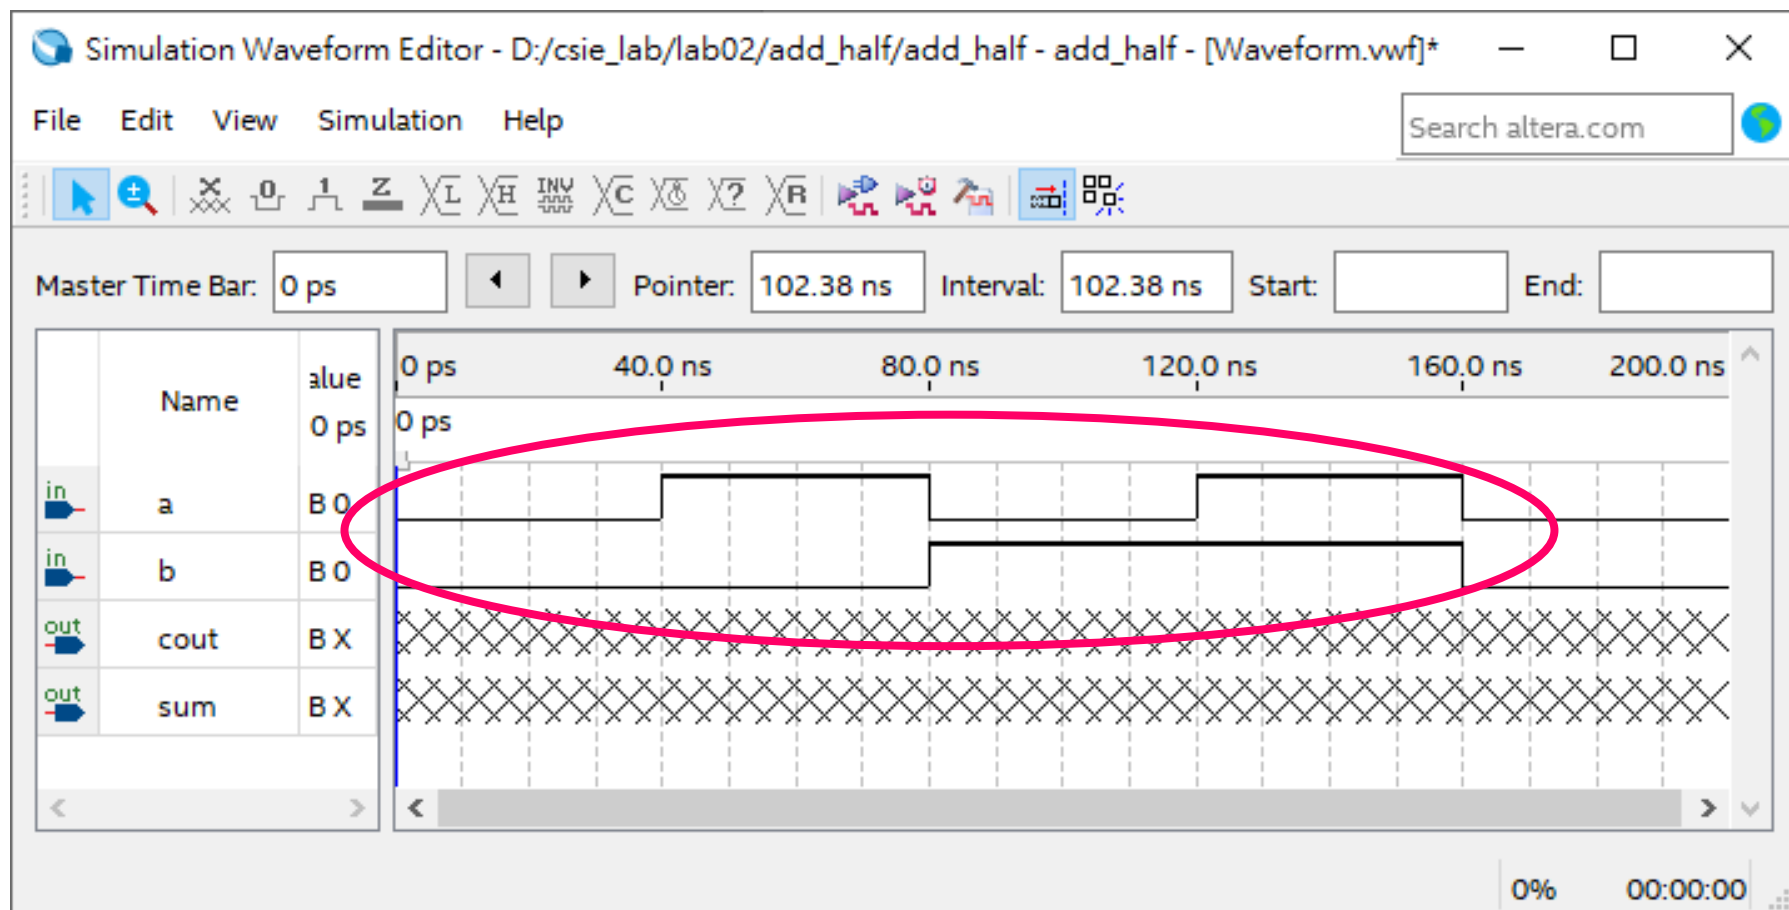 Simulation Waveform Editor - D:/csie_lab/lab02/add_half/add_half - add_half - [Waveform.vwf]*
File Edit View Simulation Help
Search altera.com
X 0 1 Z L H INV C ? R
Master Time Bar: 0 ps Pointer: 102.38 ns Interval: 102.38 ns Start: End:
Name
alue
0 ps
0 ps 40.0 ns 80.0 ns 120.0 ns 160.0 ns 200.0 ns
0 ps
in a B 0
in b B 0
out cout B X
out sum B X
0% 00:00:00